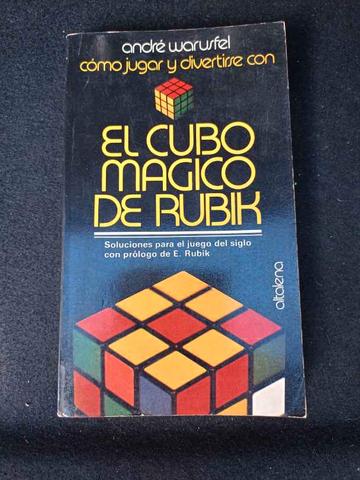 andré warusfel
cómo jugar y divertirse con
EL CUBO
MAGICO
DE RUBIK
Soluciones para el juego del siglo
con prólogo de E. Rubik
altalena